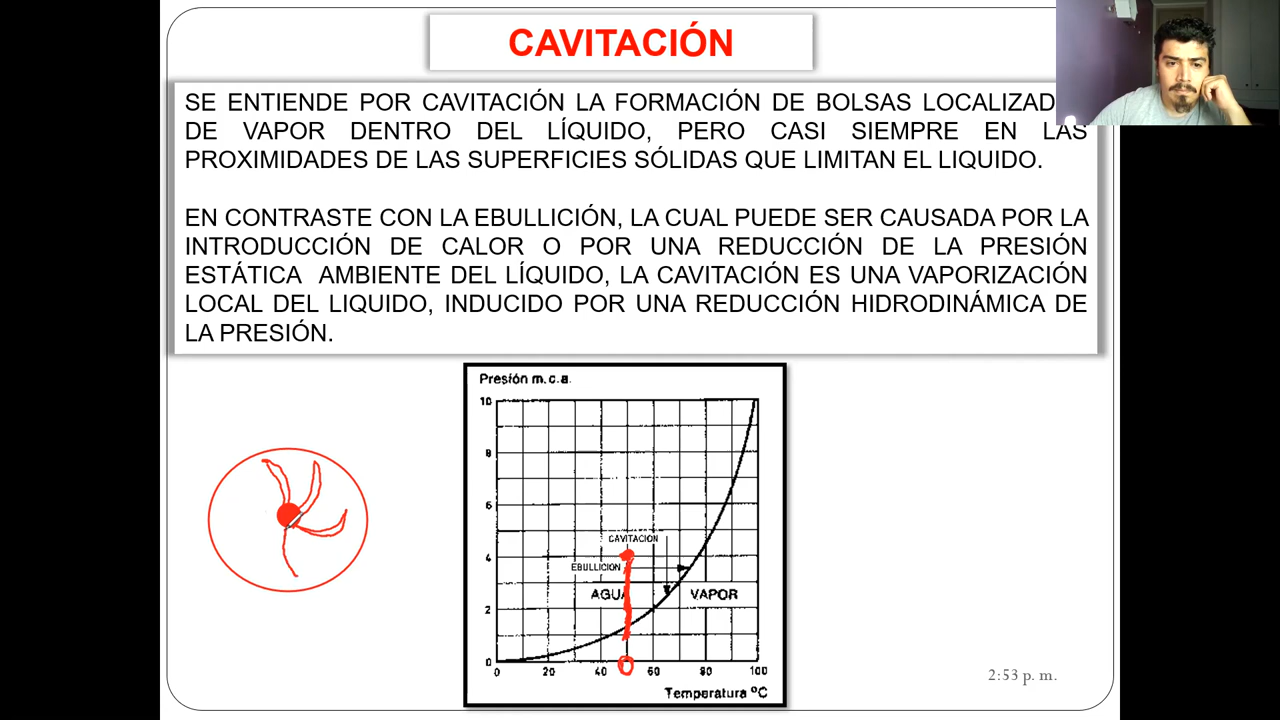 CAVITACIÓN
SE ENTIENDE POR CAVITACIÓN LA FORMACIÓN DE BOLSAS LOCALIZAD
DE VAPOR DENTRO DEL LÍQUIDO, PERO CASI SIEMPRE EN LAS
PROXIMIDADES DE LAS SUPERFICIES SÓLIDAS QUE LIMITAN EL LIQUIDO.
EN CONTRASTE CON LA EBULLICIÓN, LA CUAL PUEDE SER CAUSADA POR LA
INTRODUCCIÓN DE CALOR O POR UNA REDUCCIÓN DE LA PRESIÓN
ESTÁTICA AMBIENTE DEL LÍQUIDO, LA CAVITACIÓN ES UNA VAPORIZACIÓN
LOCAL DEL LIQUIDO, INDUCIDO POR UNA REDUCCIÓN HIDRODINÁMICA DE
LA PRESIÓN.
Presión m.c.a.
10
8
6
CAVITACION
4
EBULLICION
AGUA VAPOR
2
0
0 20 40 60 80 100
Temperatura ºC
2:53 p. m.